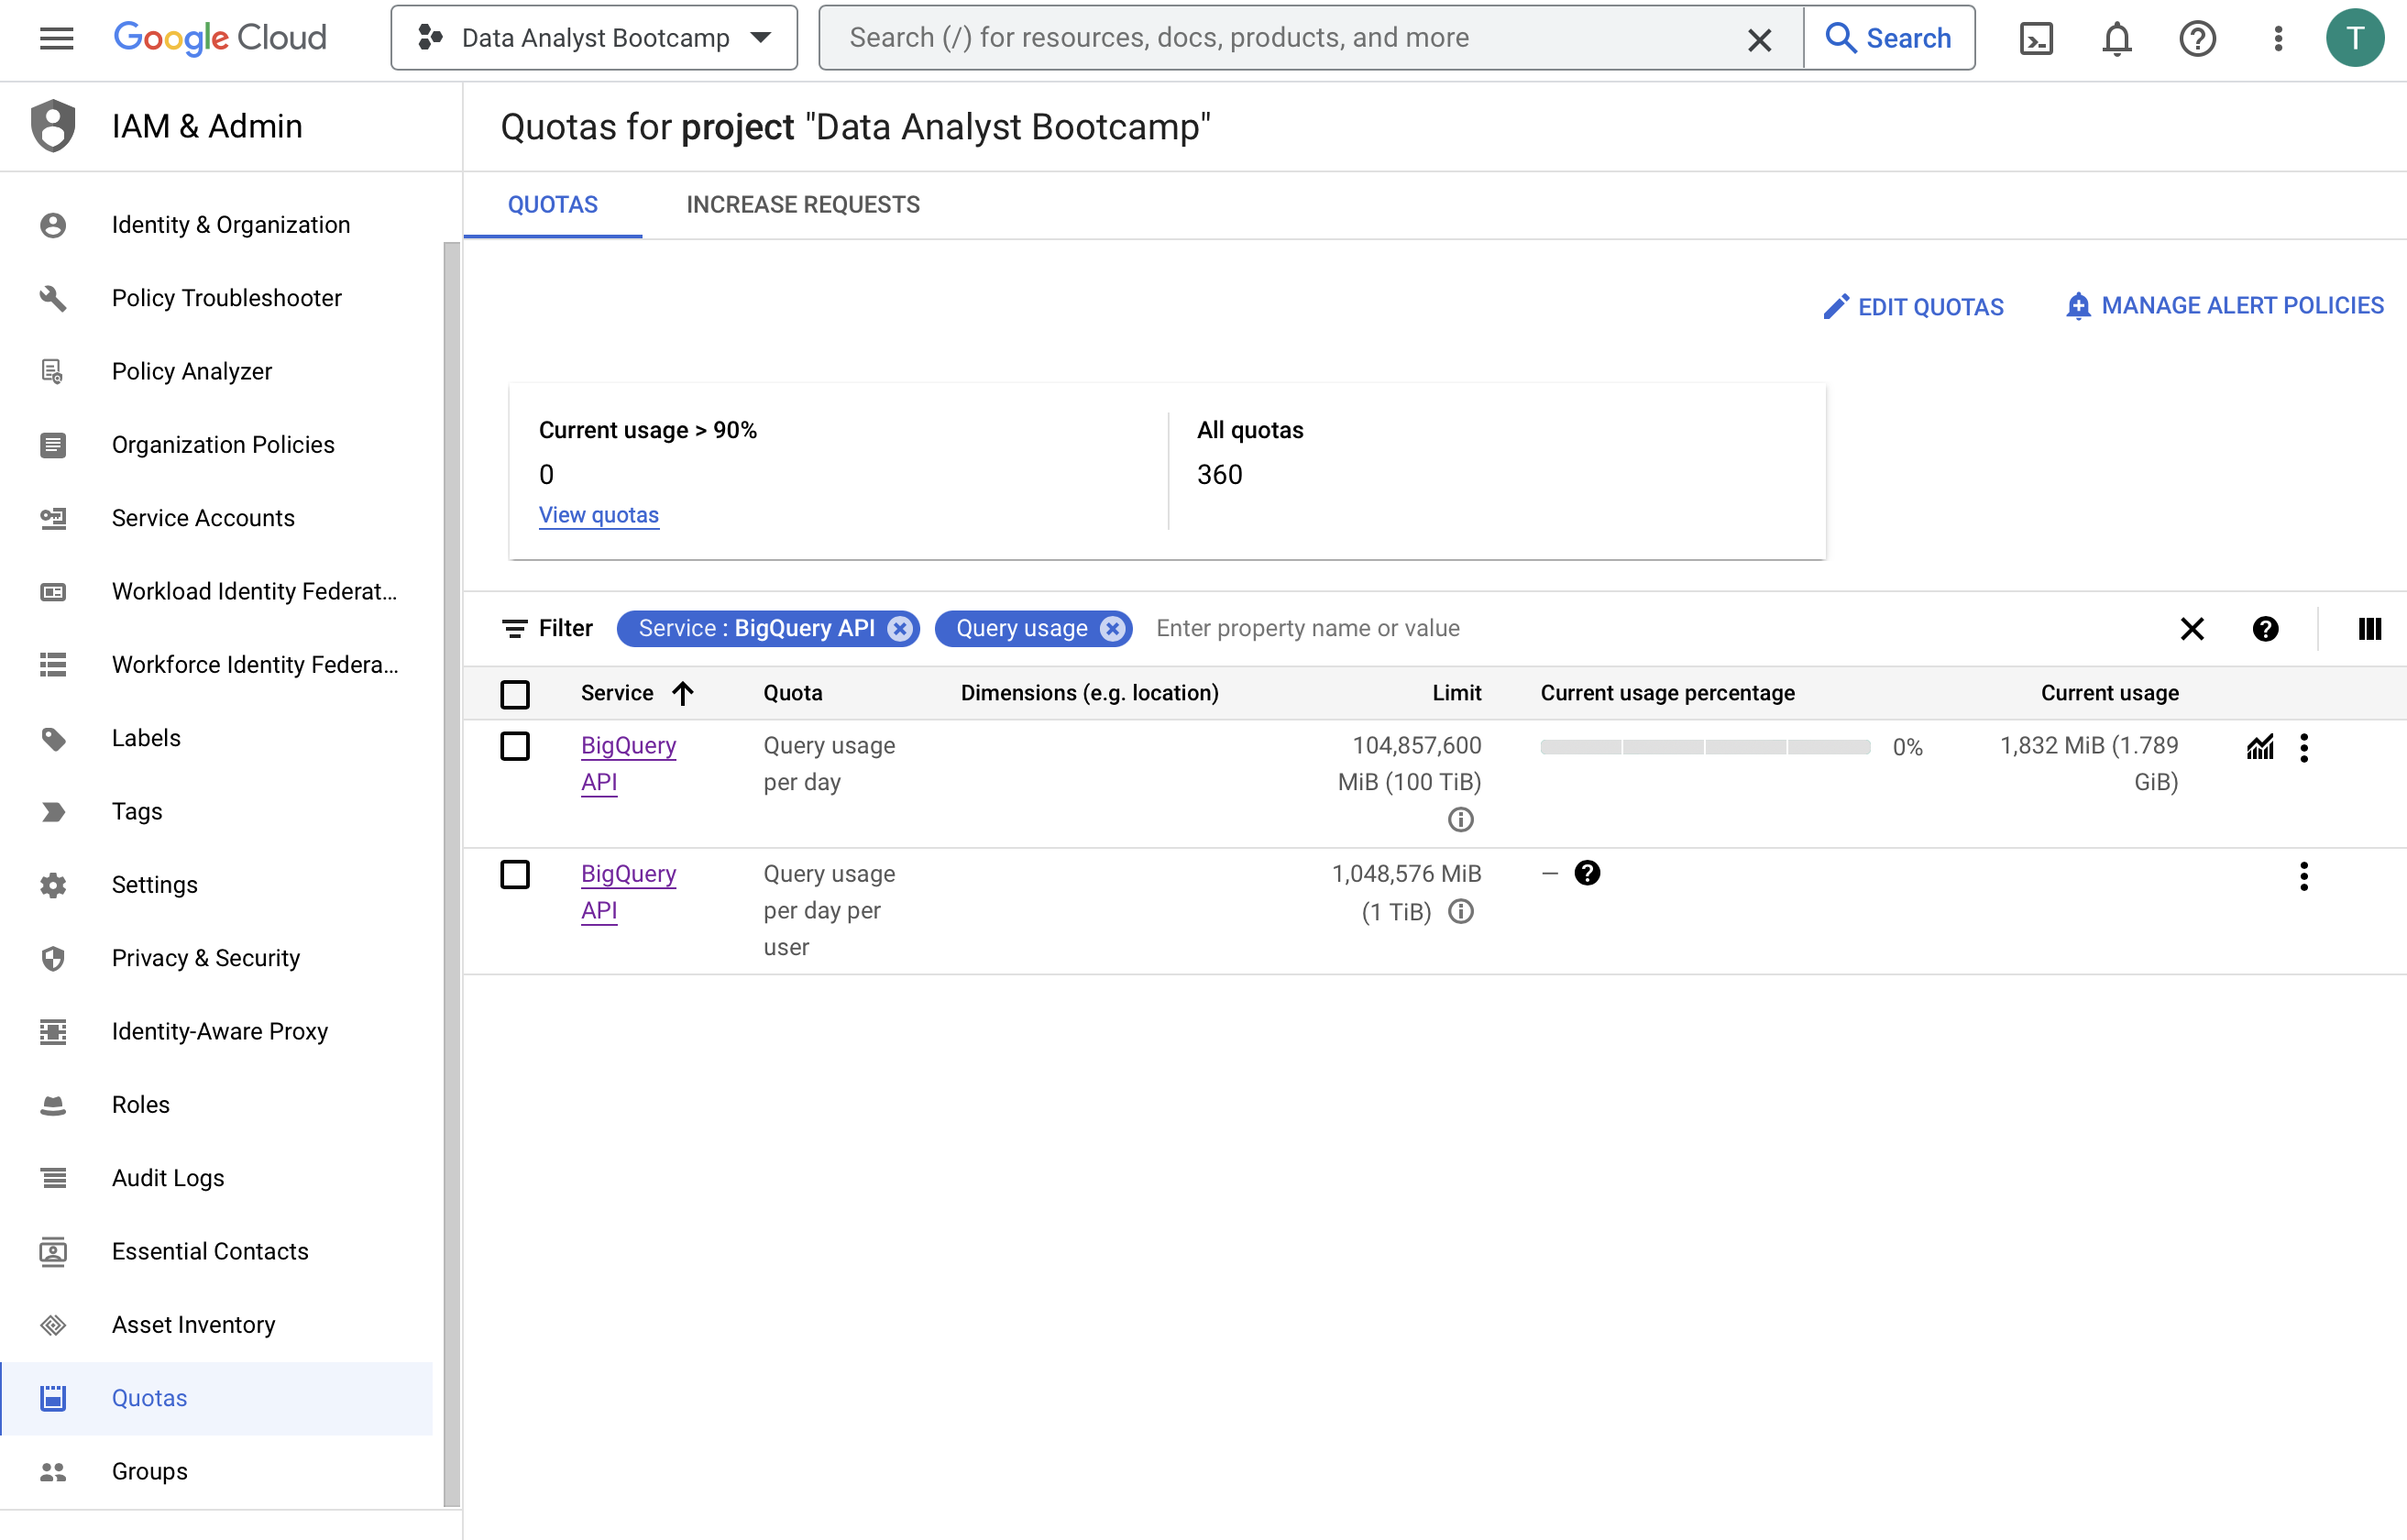 Google Cloud
Data Analyst Bootcamp
Search (/) for resources, docs, products, and more
Search
T
IAM & Admin
Identity & Organization
Policy Troubleshooter
Policy Analyzer
Organization Policies
Service Accounts
Workload Identity Federat...
Workforce Identity Federa...
Labels
Tags
Settings
Privacy & Security
Identity-Aware Proxy
Roles
Audit Logs
Essential Contacts
Asset Inventory
Quotas
Groups
Quotas for project "Data Analyst Bootcamp"
QUOTAS
INCREASE REQUESTS
EDIT QUOTAS
MANAGE ALERT POLICIES
Current usage > 90%
0
View quotas
All quotas
360
Filter
Service : BigQuery API
Query usage
Enter property name or value
Service
Quota
Dimensions (e.g. location)
Limit
Current usage percentage
Current usage
BigQuery
API
Query usage
per day
104,857,600
MiB (100 TiB)
0%
1,832 MiB (1.789
GiB)
BigQuery
API
Query usage
per day per
user
1,048,576 MiB
(1 TiB)
—